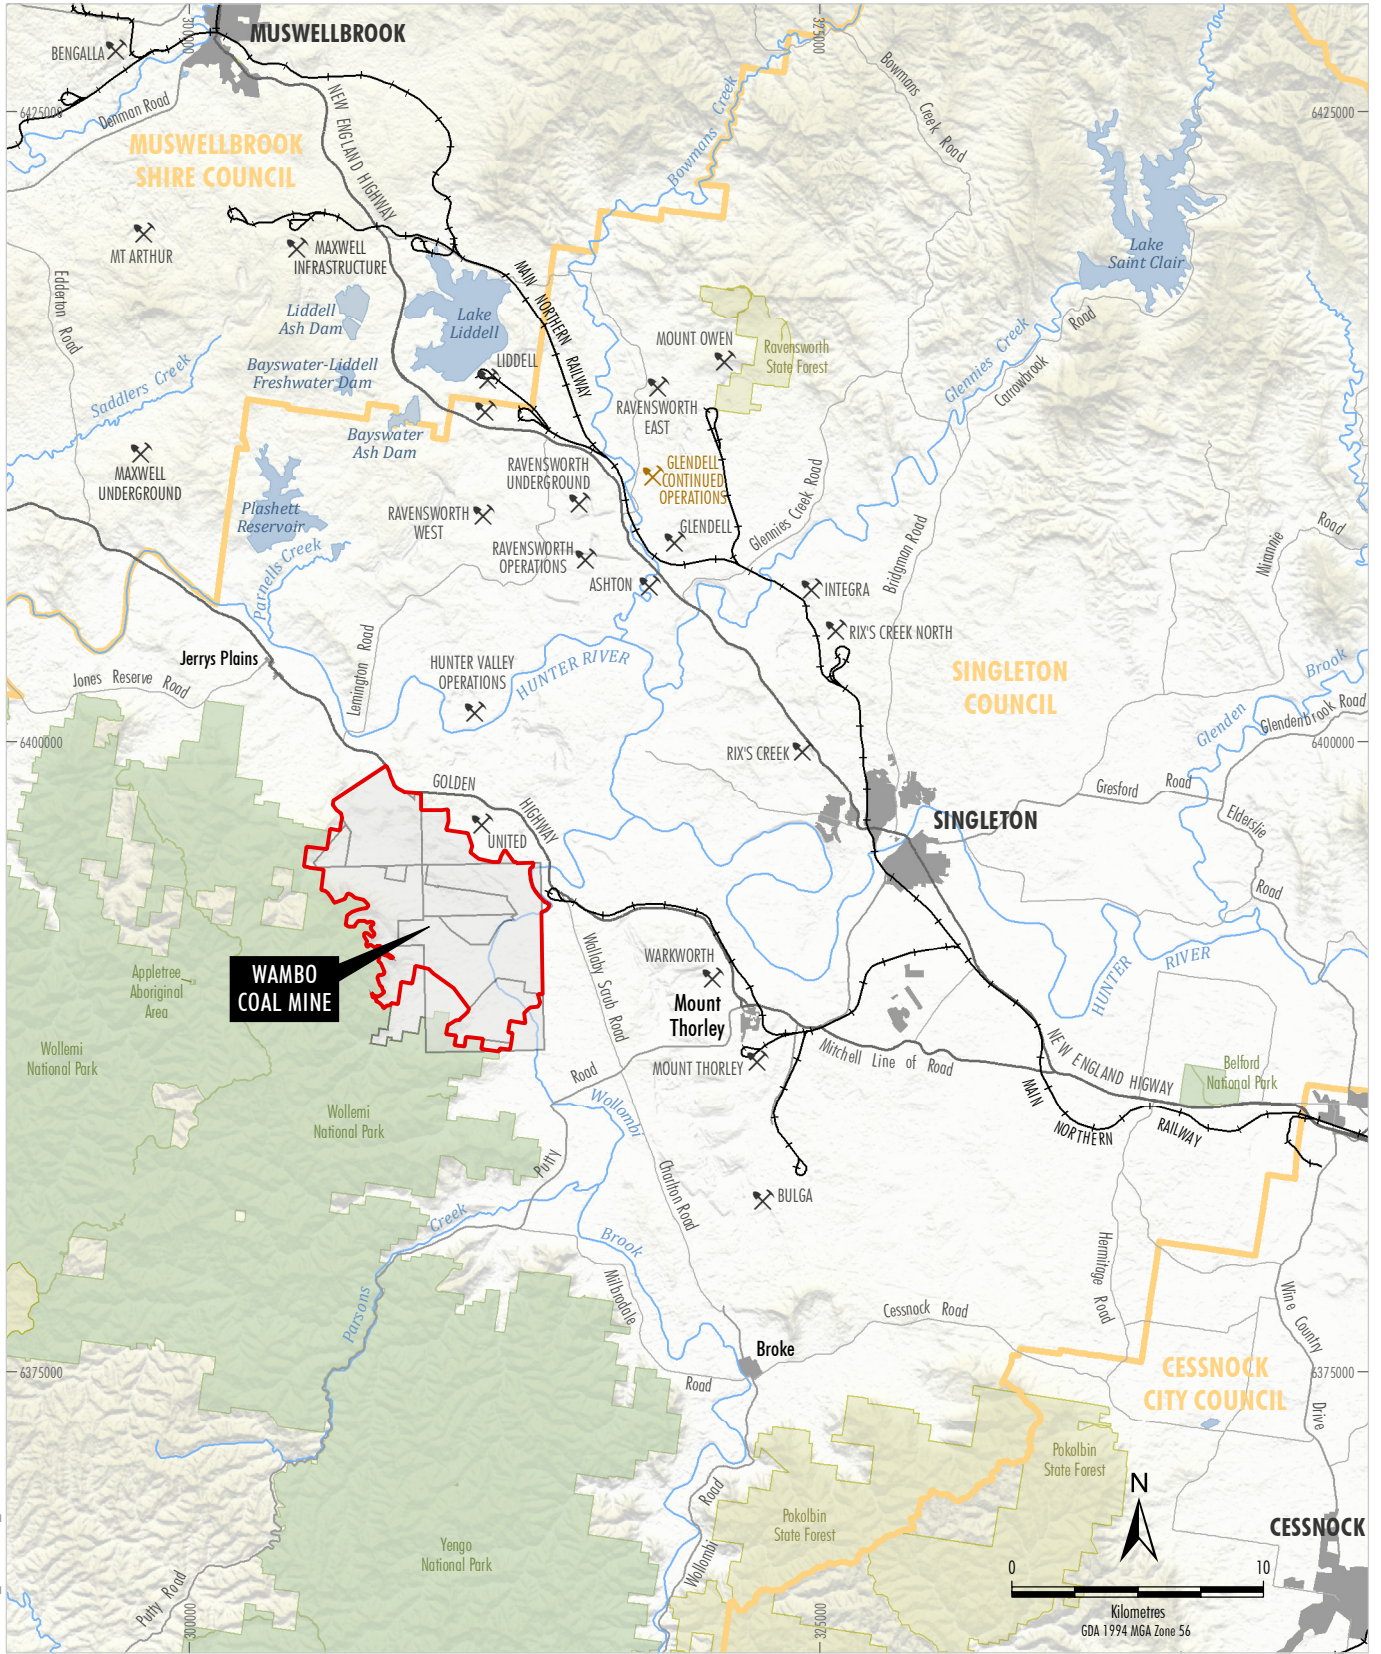 300000
325000
MUSWELLBROOK
BENGALLA
6425000
6425000
Denman Road
NEW ENGLAND HIGHWAY
MUSWELLBROOK
SHIRE COUNCIL
Bowmans Creek
Bowmans Creek Road
MT ARTHUR
MAXWELL
INFRASTRUCTURE
Edderton Road
Lake
Saint Clair
MAIN NORTHERN RAILWAY
Liddell
Ash Dam
Lake
Liddell
MOUNT OWEN
Ravensworth
State Forest
Glennies Creek
Carrowbrook Road
Saddlers Creek
Bayswater-Liddell
Freshwater Dam
LIDDELL
RAVENSWORTH
EAST
Bayswater
Ash Dam
MAXWELL
UNDERGROUND
RAVENSWORTH
UNDERGROUND
GLENDELL
CONTINUED
OPERATIONS
Glennies Creek Road
Plashett
Reservoir
RAVENSWORTH
WEST
GLENDELL
Bridgman Road
Mirannie Road
Parnells Creek
RAVENSWORTH
OPERATIONS
ASHTON
INTEGRA
RIX'S CREEK NORTH
Jerrys Plains
Jones Reserve Road
Lemington Road
HUNTER VALLEY
OPERATIONS
HUNTER RIVER
SINGLETON
COUNCIL
Glenden Brook
Glendenbrook Road
6400000
6400000
RIX'S CREEK
GOLDEN HIGHWAY
UNITED
Gresford Road
SINGLETON
Elderslie Road
Appletree
Aboriginal
Area
WAMBO
COAL MINE
Wallaby Scrub Road
WARKWORTH
Mount
Thorley
HUNTER RIVER
Wollemi
National Park
MOUNT THORLEY
Mitchell Line of Road
NEW ENGLAND HIGWAY
Belford
National Park
Wollemi
National Park
Putty Road
Wollombi Brook
MAIN NORTHERN RAILWAY
Charlton Road
BULGA
Parsons Creek
Milbrodale Road
Hermitage Road
Wine Country Drive
Cessnock Road
Broke
6375000
6375000
CESSNOCK
CITY COUNCIL
Pokolbin
State Forest
Pokolbin
State Forest
Wollombi Road
Yengo
National Park
Putty Road
CESSNOCK
N
0
10
Kilometres
GDA 1994 MGA Zone 56
300000
325000